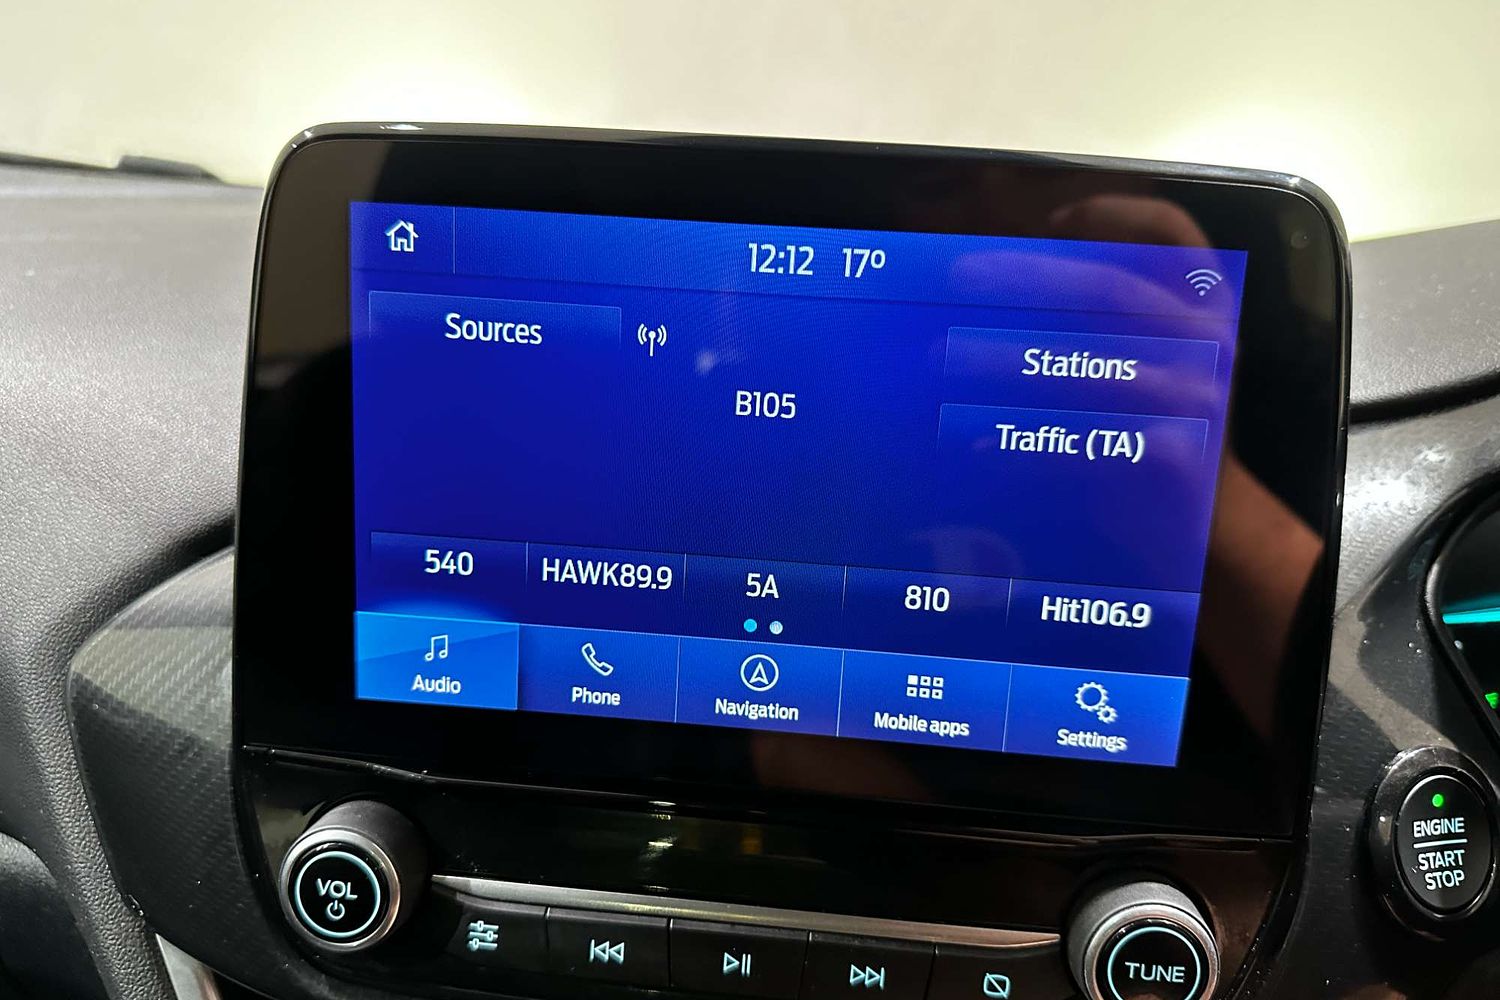 12:12 17º
Sources
Stations
B105
Traffic (TA)
540
HAWK89.9
5A
810
Hit106.9
Audio
Phone
Navigation
Mobile apps
Settings
VOL
TUNE
ENGINE
START
STOP